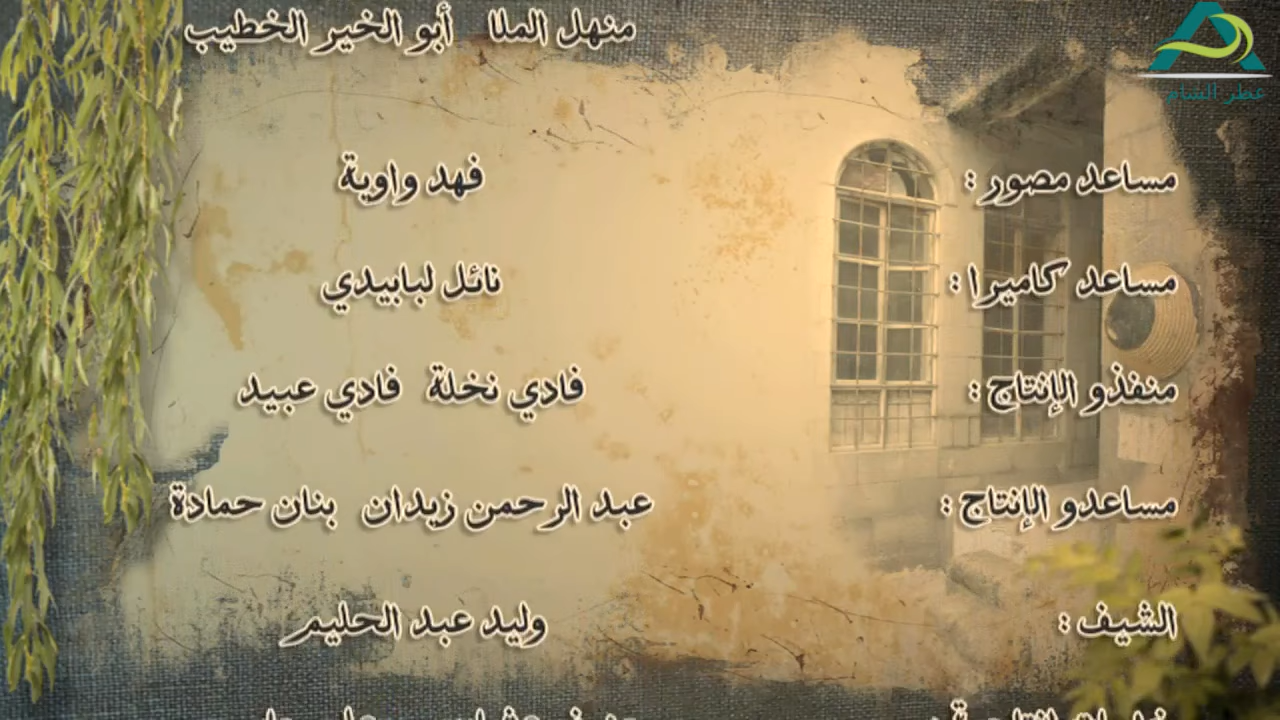 منهل الملا أبو الخير الخطيب
عطر الشام
مساعد مصور : فهد واوية
مساعد كاميرا : نائل لبابيدي
منفذو الإنتاج : فادي نخلة فادي عبيد
مساعدو الإنتاج : عبد الرحمن زيدان بنان حمادة
الشيف : وليد عبد الحليم